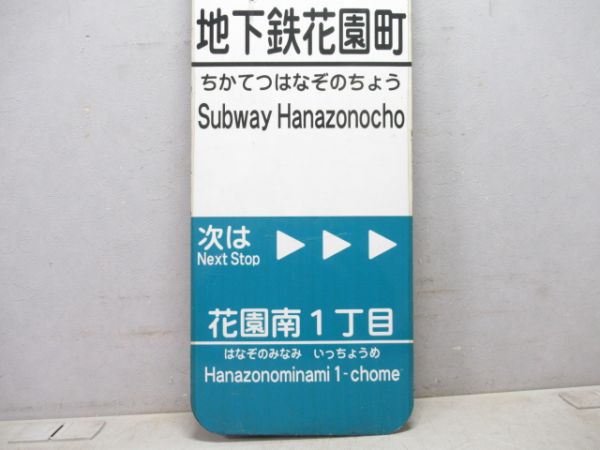 地下鉄花園町
ちかてつはなぞのちょう
Subway Hanazonocho
次は
Next Stop
花園南1丁目
はなぞのみなみ いっちょうめ
Hanazonominami 1-chome